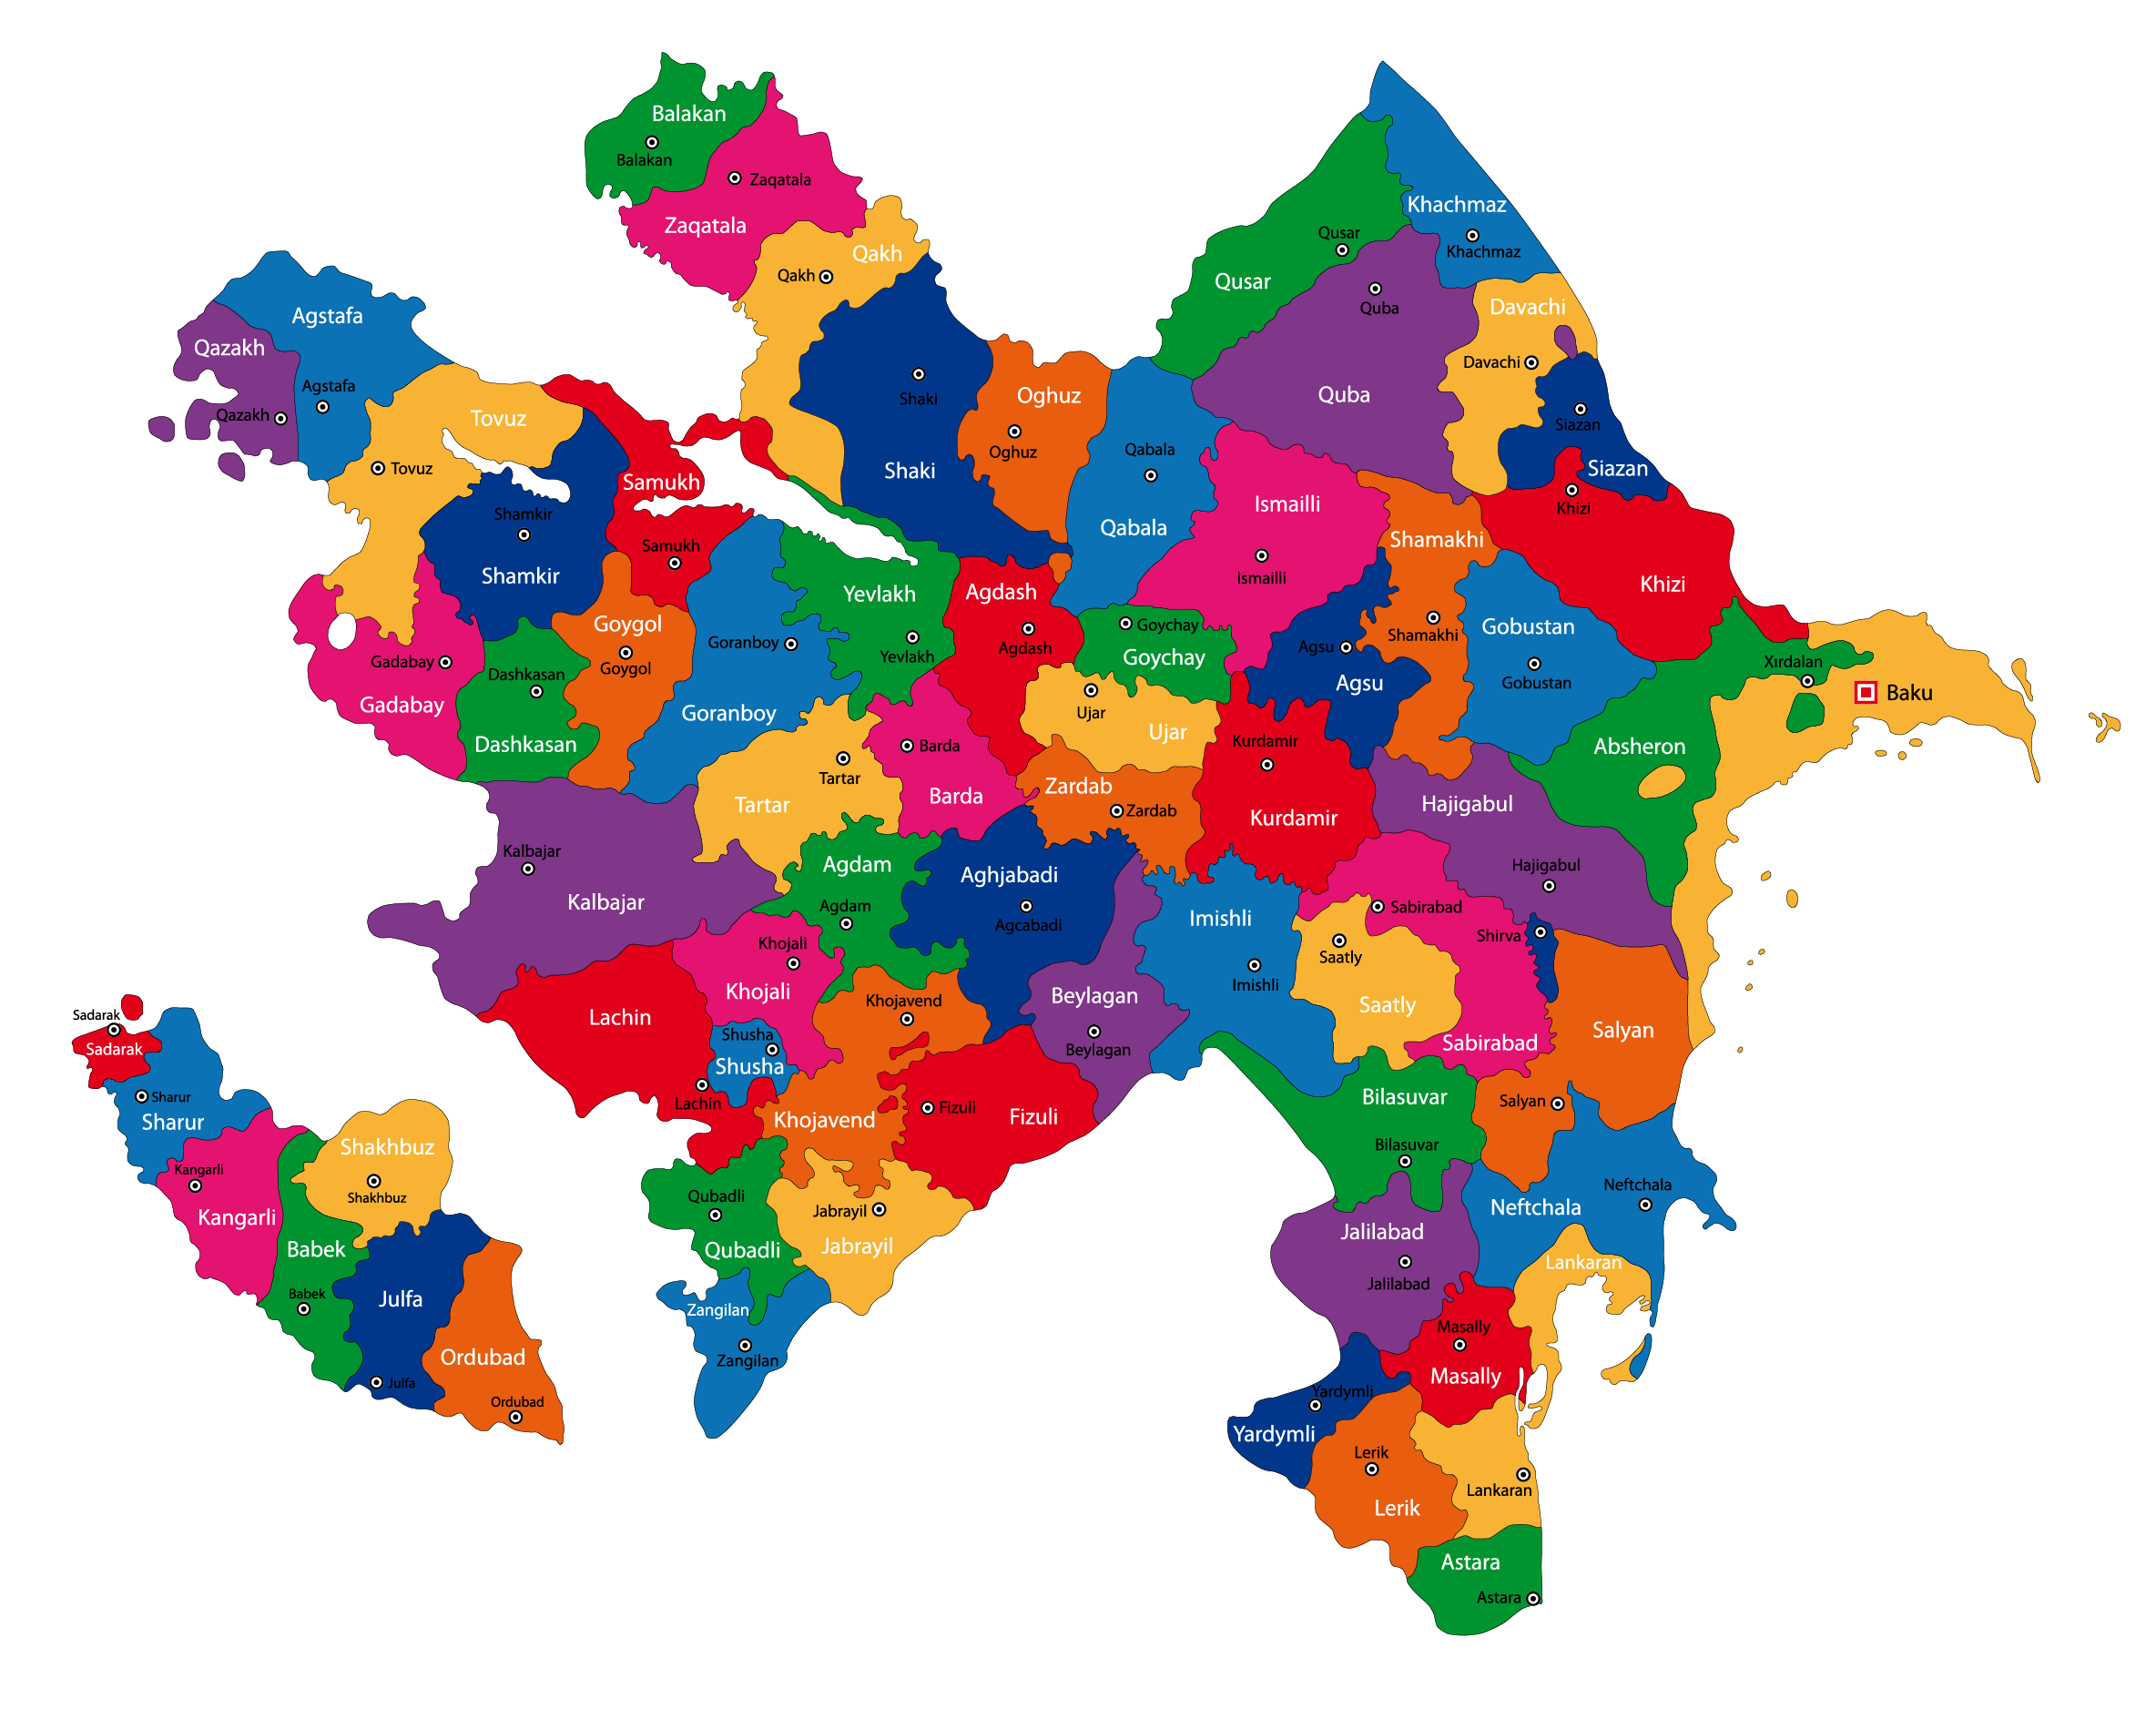 Balakan
Balakan
Zaqatala
Zaqatala
Qakh
Qakh
Khachmaz
Khachmaz
Qusar
Qusar
Quba
Quba
Davachi
Davachi
Agstafa
Agstafa
Qazakh
Qazakh
Tovuz
Tovuz
Shaki
Shaki
Oghuz
Oghuz
Qabala
Qabala
Siazan
Siazan
Samukh
Samukh
Shamkir
Shamkir
Ismailli
Ismailli
Shamakhi
Shamakhi
Khizi
Khizi
Yevlakh
Yevlakh
Agdash
Agdash
Goygol
Goygol
Goranboy
Goranboy
Goychay
Goychay
Gobustan
Gobustan
Agsu
Agsu
Xırdalan
Baku
Gadabay
Gadabay
Dashkasan
Dashkasan
Ujar
Ujar
Absheron
Barda
Barda
Tartar
Tartar
Kurdamir
Kurdamir
Zardab
Zardab
Hajigabul
Hajigabul
Kalbajar
Kalbajar
Agdam
Agdam
Aghjabadi
Agcabadi
Imishli
Imishli
Sabirabad
Sabirabad
Saatly
Saatly
Shirva
Salyan
Salyan
Khojali
Khojali
Khojavend
Khojavend
Beylagan
Beylagan
Lachin
Lachin
Shusha
Shusha
Fizuli
Fizuli
Bilasuvar
Bilasuvar
Sadarak
Sadarak
Sharur
Sharur
Kangarli
Kangarli
Shakhbuz
Shakhbuz
Babek
Babek
Julfa
Julfa
Ordubad
Ordubad
Qubadli
Qubadli
Jabrayil
Jabrayil
Zangilan
Zangilan
Neftchala
Neftchala
Jalilabad
Jalilabad
Lankaran
Masally
Masally
Yardymli
Yardymli
Lerik
Lerik
Lankaran
Astara
Astara